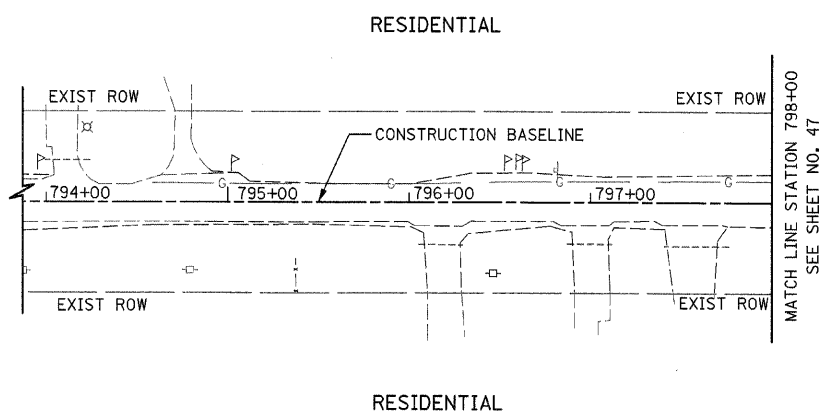 RESIDENTIAL
EXIST ROW
EXIST ROW
CONSTRUCTION BASELINE
G
G
G
G
794+00
795+00
796+00
797+00
EXIST ROW
EXIST ROW
MATCH LINE STATION 798+00
SEE SHEET NO. 47
RESIDENTIAL